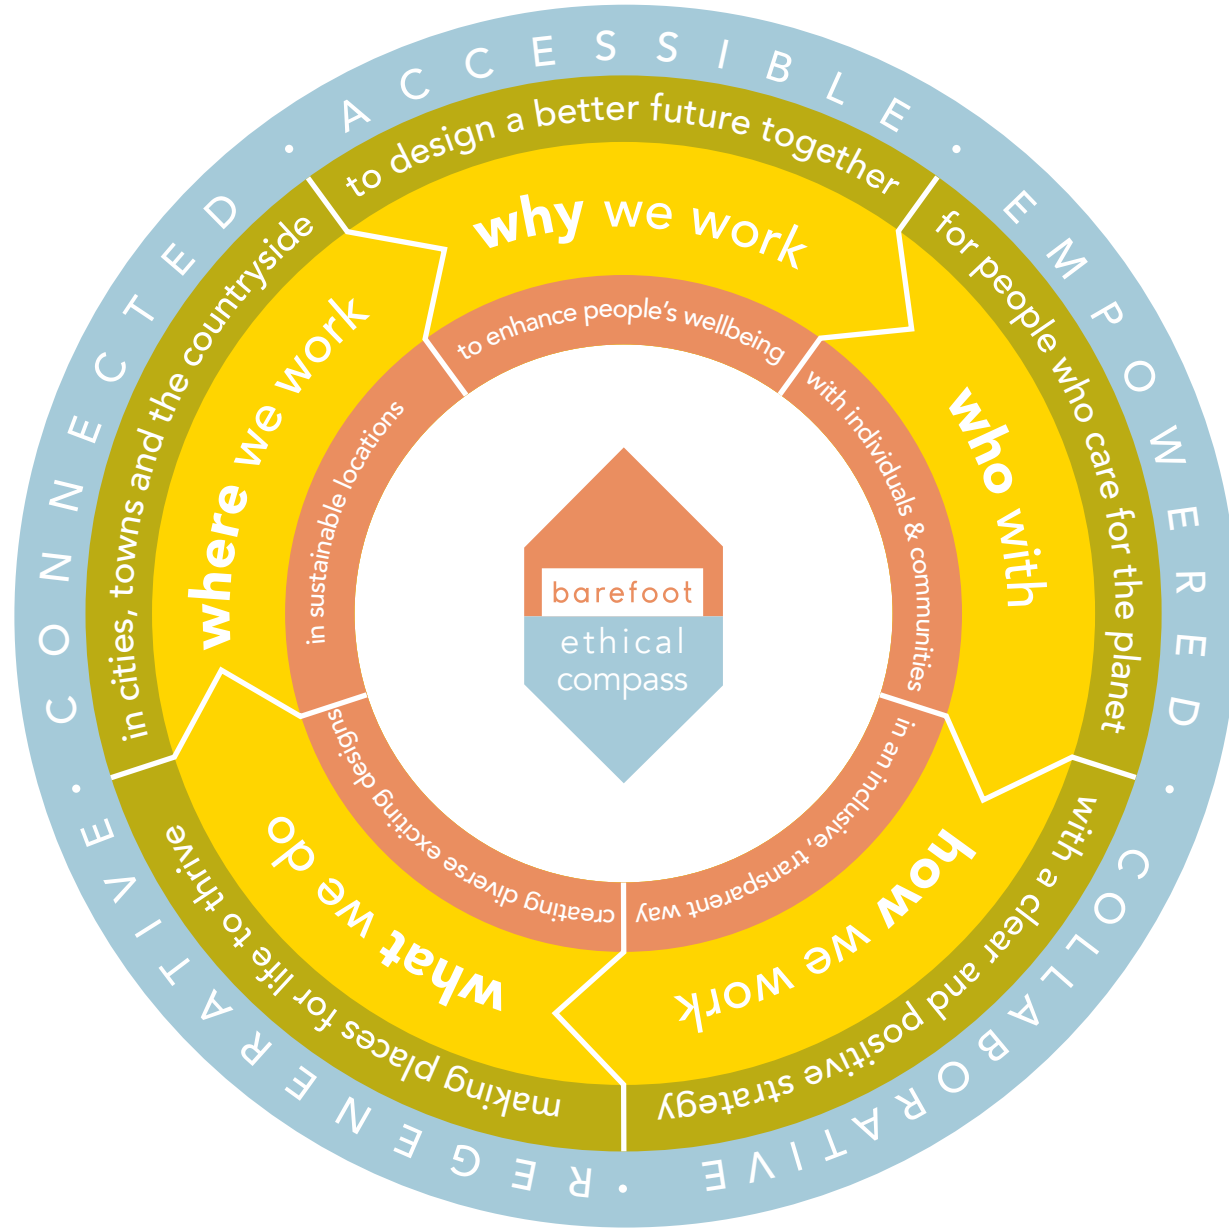 ACCESSIBLE · EMPOWERED · COLLABORATIVE · REGENERATIVE · CONNECTED ·
to design a better future together
for people who care for the planet
with a clear and positive strategy
making places for life to thrive
in cities, towns and the countryside
why we work
who with
how we work
what we do
where we work
to enhance people's wellbeing
with individuals & communities
in an inclusive, transparent way
creating diverse exciting designs
in sustainable locations
barefoot
ethical
compass